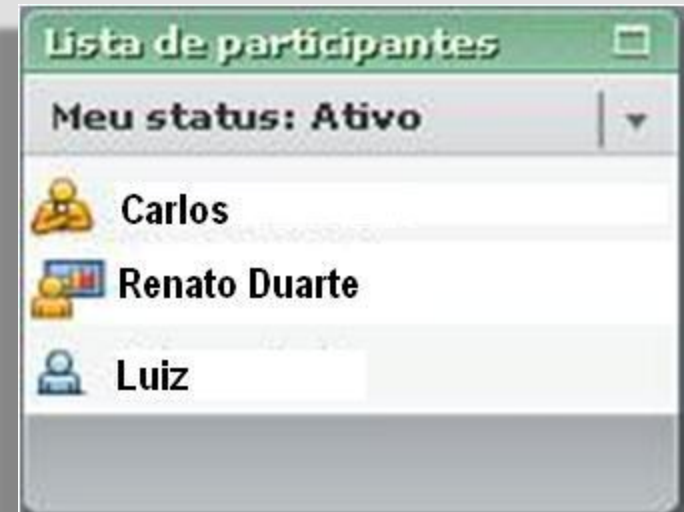 Lista de participantes
Meu status: Ativo
Carlos
Renato Duarte
Luiz